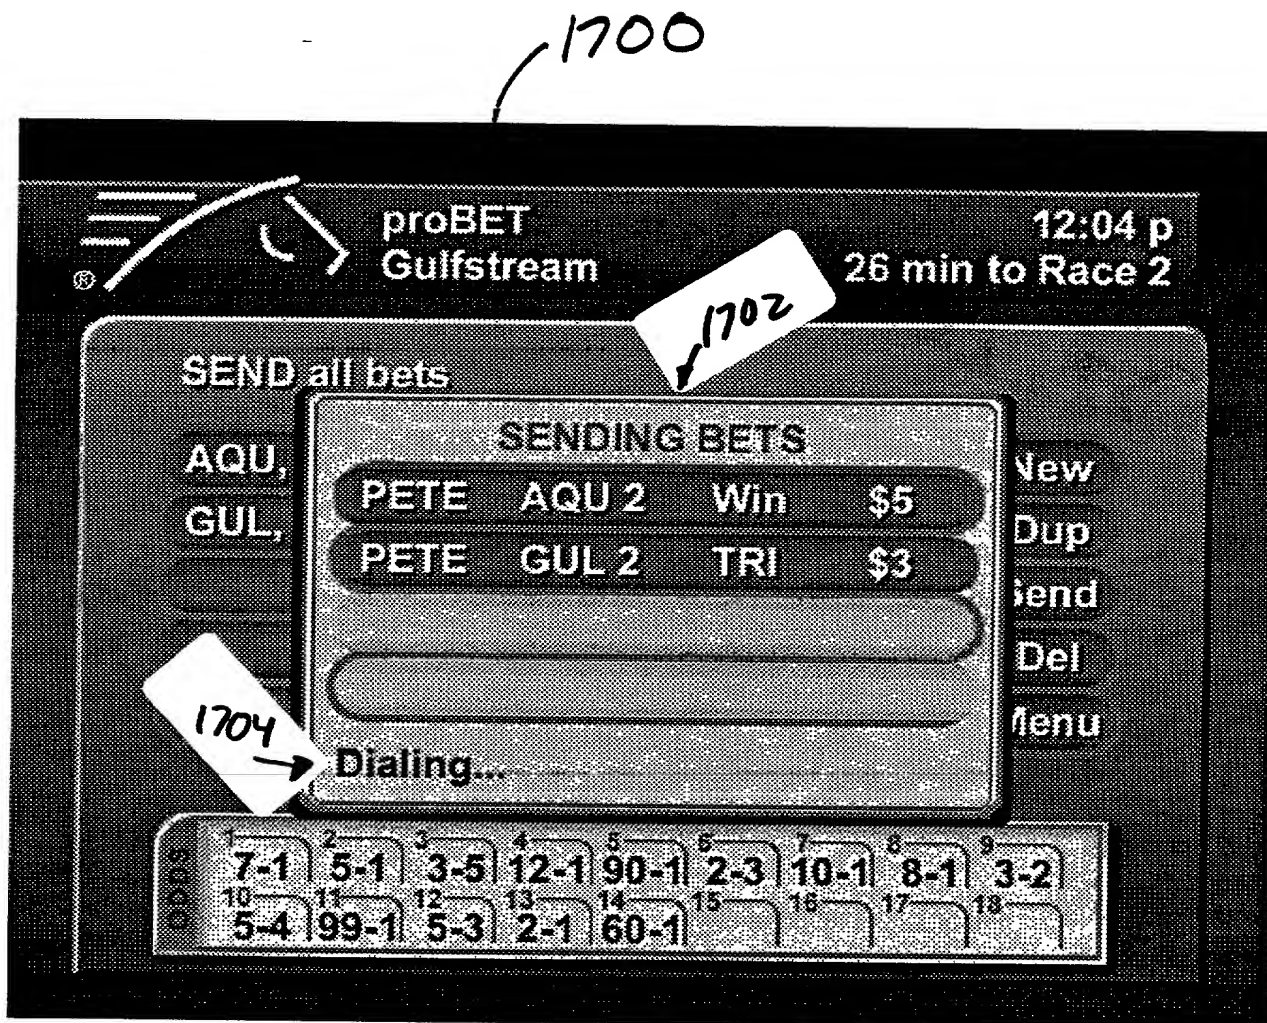 1700
proBET
Gulfstream
12:04 p
26 min to Race 2
®
1702
SEND all bets
SENDING BETS
AQU,
GUL,
PETE AQU 2 Win $5
PETE GUL 2 TRI $3
New
Dup
Send
Del
Menu
1704
Dialing...
ODDS
1 7-1 2 5-1 3 3-5 4 12-1 5 90-1 6 2-3 7 10-1 8 8-1 9 3-2
10 5-4 11 99-1 12 5-3 13 2-1 14 60-1 15 16 17 18